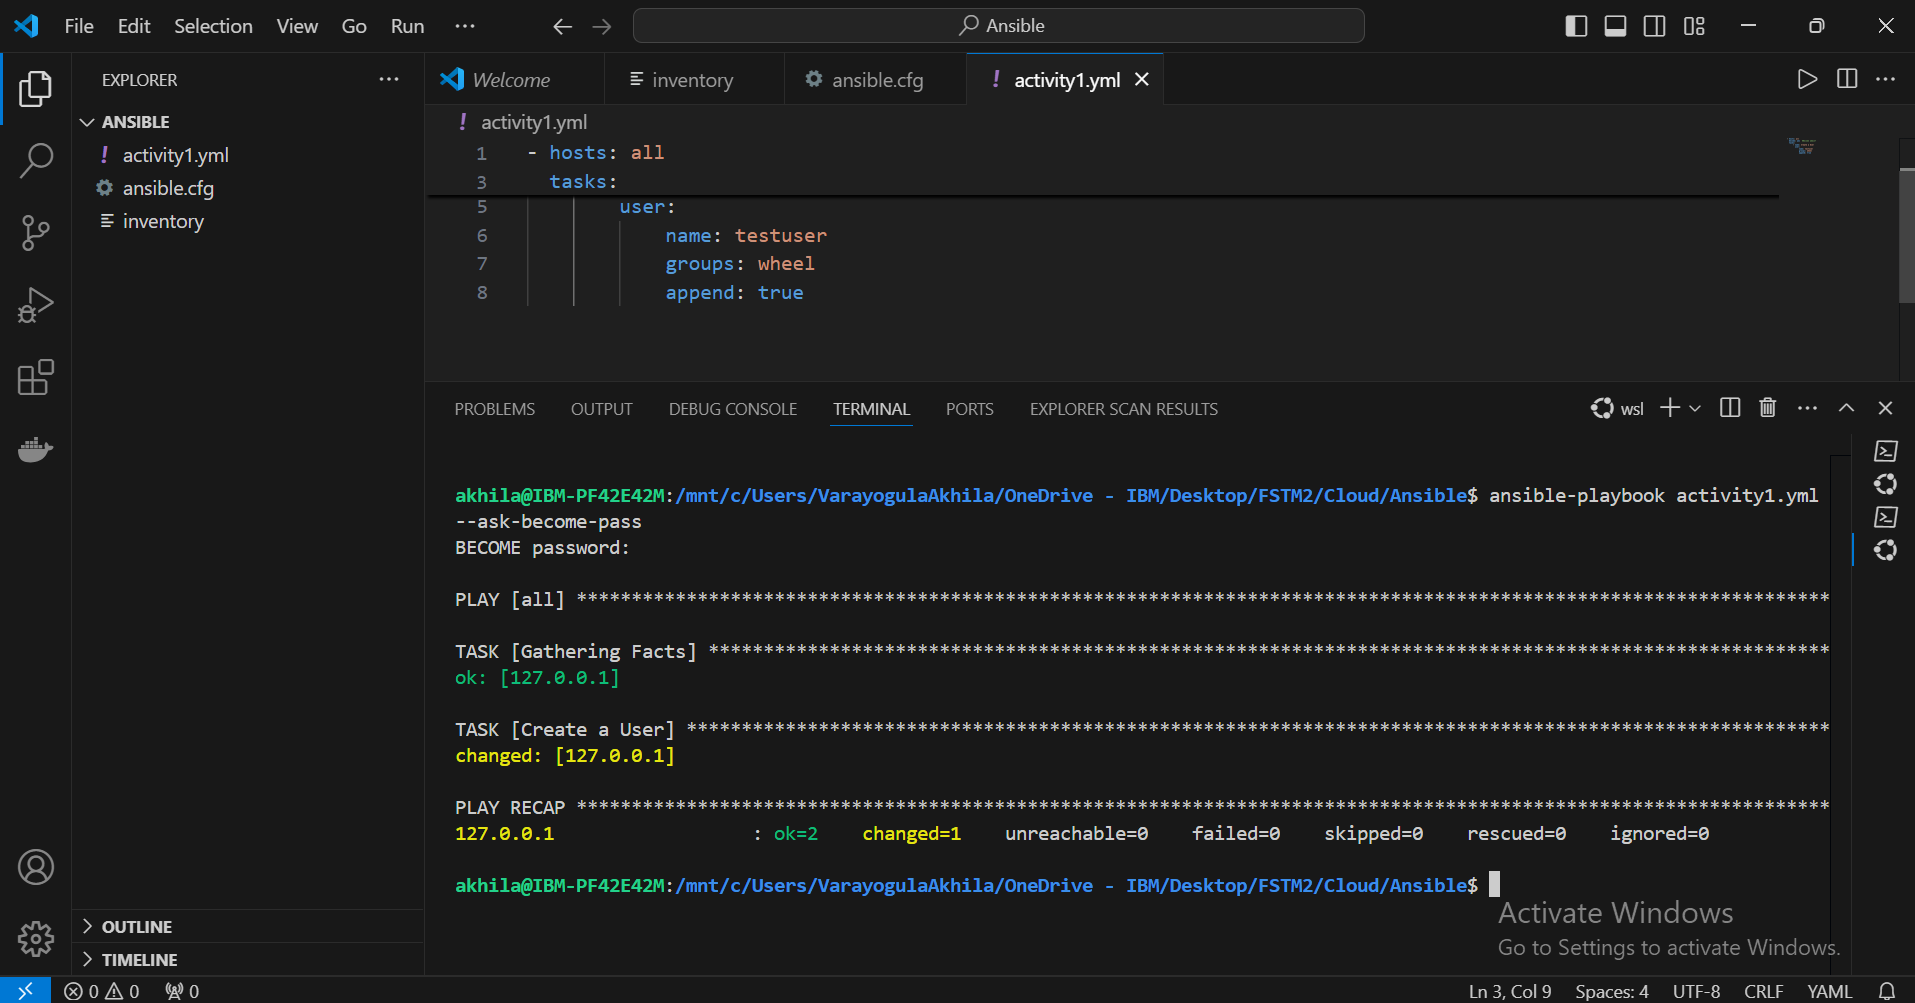 File Edit Selection View Go Run ··· Ansible
EXPLORER ···
ANSIBLE
! activity1.yml
ansible.cfg
inventory
OUTLINE
TIMELINE
Welcome inventory ansible.cfg ! activity1.yml
! activity1.yml
1 - hosts: all
3 tasks:
5 user:
6 name: testuser
7 groups: wheel
8 append: true
PROBLEMS OUTPUT DEBUG CONSOLE TERMINAL PORTS EXPLORER SCAN RESULTS wsl
akhila@IBM-PF42E42M:/mnt/c/Users/VarayogulaAkhila/OneDrive - IBM/Desktop/FSTM2/Cloud/Ansible$ ansible-playbook activity1.yml
--ask-become-pass
BECOME password:
PLAY [all] ******************************************************************************************************************
TASK [Gathering Facts] ******************************************************************************************************
ok: [127.0.0.1]
TASK [Create a User] ********************************************************************************************************
changed: [127.0.0.1]
PLAY RECAP ******************************************************************************************************************
127.0.0.1 : ok=2 changed=1 unreachable=0 failed=0 skipped=0 rescued=0 ignored=0
akhila@IBM-PF42E42M:/mnt/c/Users/VarayogulaAkhila/OneDrive - IBM/Desktop/FSTM2/Cloud/Ansible$
Activate Windows
Go to Settings to activate Windows.
0 0 0 Ln 3, Col 9 Spaces: 4 UTF-8 CRLF YAML